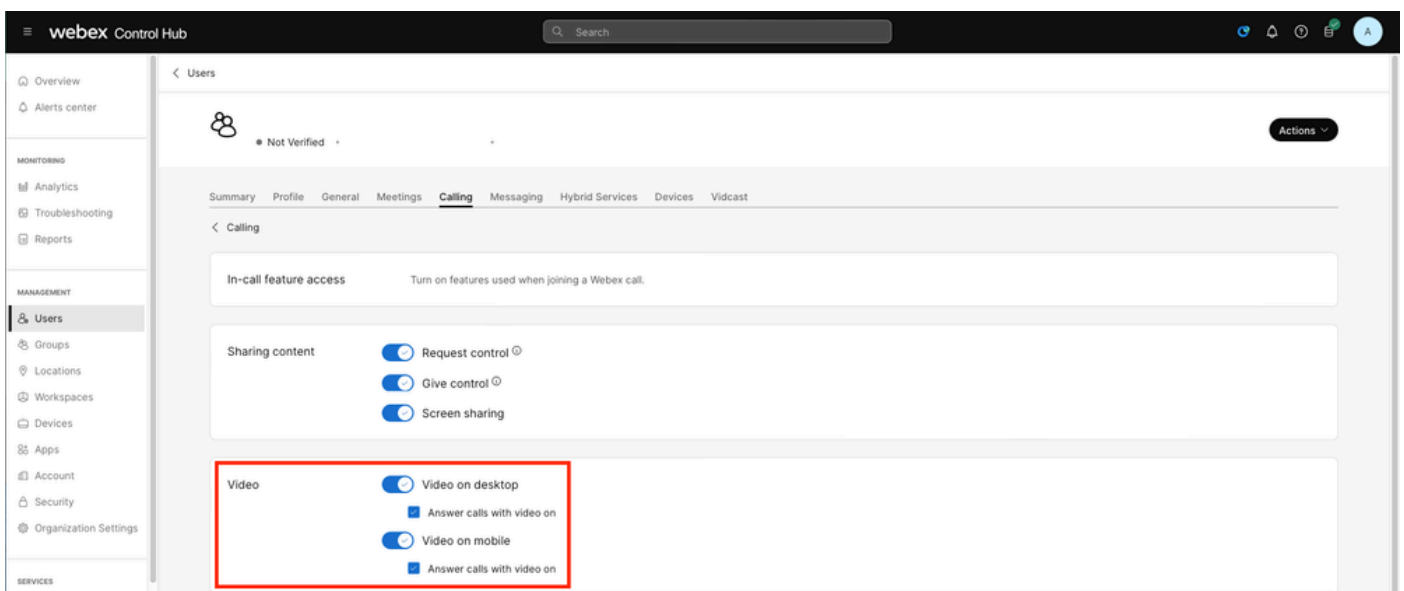 webex Control Hub
Search
A
Overview
Alerts center
MONITORING
Analytics
Troubleshooting
Reports
MANAGEMENT
Users
Groups
Locations
Workspaces
Devices
Apps
Account
Security
Organization Settings
SERVICES
Users
Not Verified
Actions
Summary Profile General Meetings Calling Messaging Hybrid Services Devices Vidcast
Calling
In-call feature access Turn on features used when joining a Webex call.
Sharing content Request control
Give control
Screen sharing
Video Video on desktop
Answer calls with video on
Video on mobile
Answer calls with video on